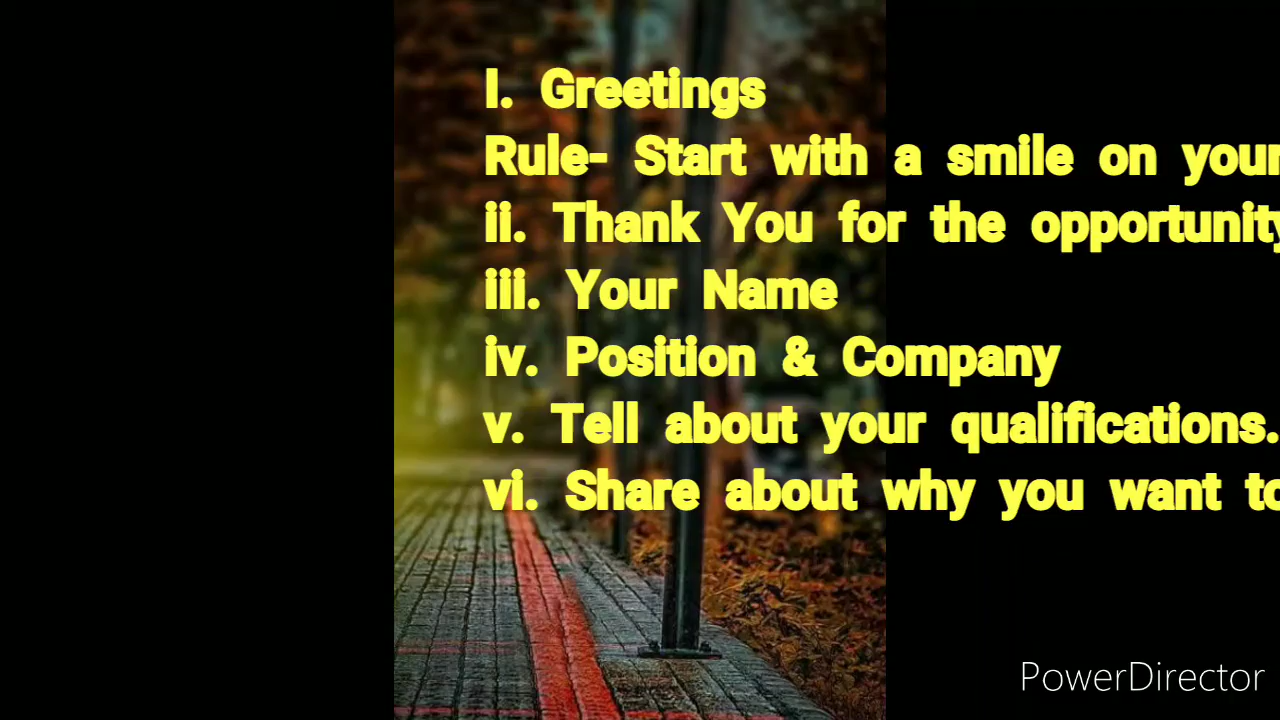 I. Greetings
Rule- Start with a smile on your
ii. Thank You for the opportunity
iii. Your Name
iv. Position & Company
v. Tell about your qualifications.
vi. Share about why you want to
PowerDirector